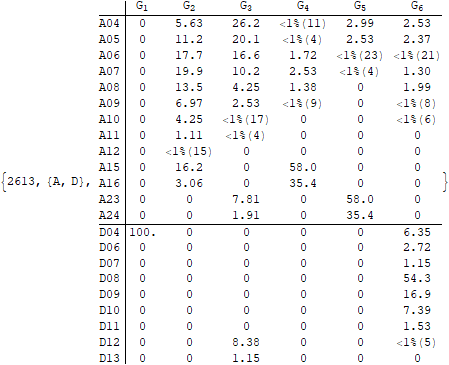 G1 G2 G3 G4 G5 G6
A04 0 5.63 26.2 <1%(11) 2.99 2.53
A05 0 11.2 20.1 <1%(4) 2.53 2.37
A06 0 17.7 16.6 1.72 <1%(23) <1%(21)
A07 0 19.9 10.2 2.53 <1%(4) 1.30
A08 0 13.5 4.25 1.38 0 1.99
A09 0 6.97 2.53 <1%(9) 0 <1%(8)
A10 0 4.25 <1%(17) 0 0 <1%(6)
A11 0 1.11 <1%(4) 0 0 0
A12 0 <1%(15) 0 0 0 0
A15 0 16.2 0 58.0 0 0
{2613, {A, D}, A16 0 3.06 0 35.4 0 0 }
A23 0 0 7.81 0 58.0 0
A24 0 0 1.91 0 35.4 0
D04 100. 0 0 0 0 6.35
D06 0 0 0 0 0 2.72
D07 0 0 0 0 0 1.15
D08 0 0 0 0 0 54.3
D09 0 0 0 0 0 16.9
D10 0 0 0 0 0 7.39
D11 0 0 0 0 0 1.53
D12 0 0 8.38 0 0 <1%(5)
D13 0 0 1.15 0 0 0